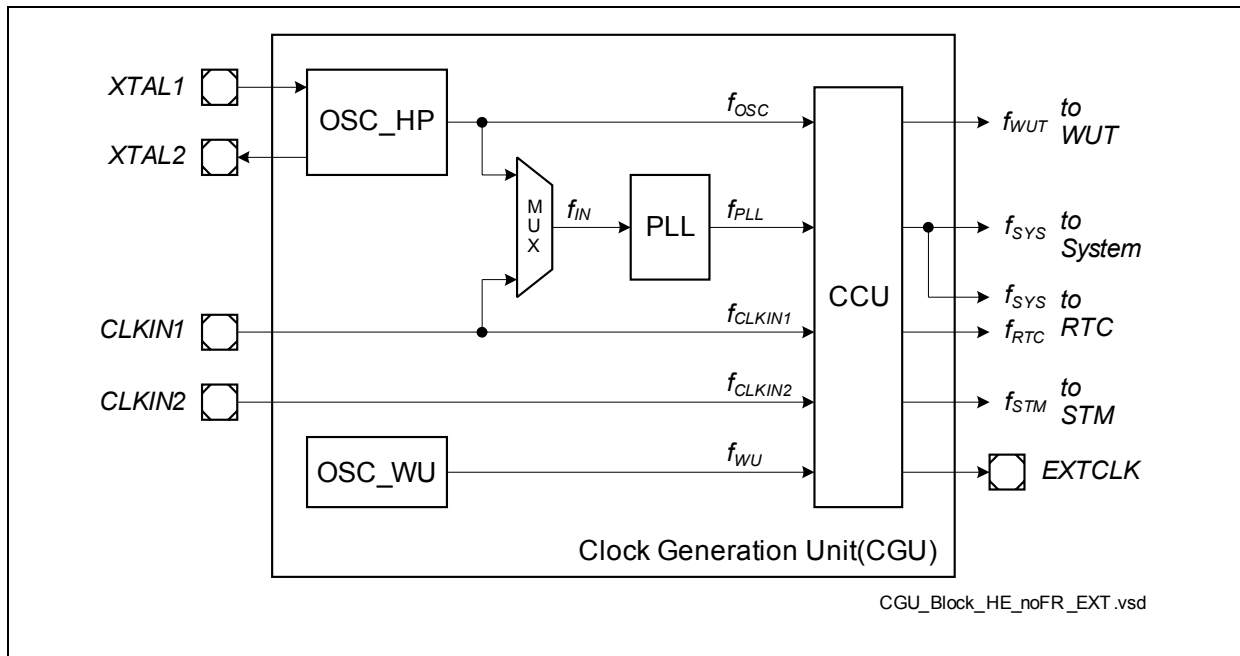 XTAL1
XTAL2
OSC_HP
fOSC
MUX
fIN
PLL
fPLL
CLKIN1
fCLKIN1
CLKIN2
fCLKIN2
OSC_WU
fWU
CCU
fWUT to
WUT
fSYS to
System
fSYS to
fRTC RTC
fSTM to
STM
EXTCLK
Clock Generation Unit(CGU)
CGU_Block_HE_noFR_EXT.vsd